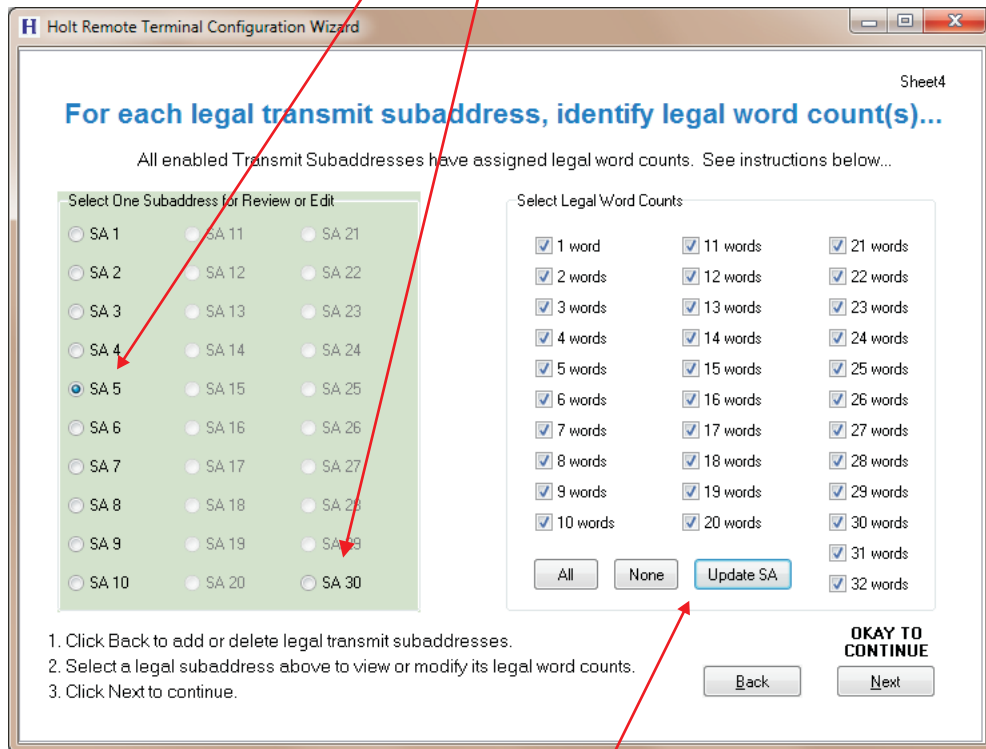 H Holt Remote Terminal Configuration Wizard
Sheet4
For each legal transmit subaddress, identify legal word count(s)...
All enabled Transmit Subaddresses have assigned legal word counts. See instructions below...
Select One Subaddress for Review or Edit
SA 1 SA 11 SA 21
SA 2 SA 12 SA 22
SA 3 SA 13 SA 23
SA 4 SA 14 SA 24
SA 5 SA 15 SA 25
SA 6 SA 16 SA 26
SA 7 SA 17 SA 27
SA 8 SA 18 SA 28
SA 9 SA 19 SA 29
SA 10 SA 20 SA 30
Select Legal Word Counts
1 word 11 words 21 words
2 words 12 words 22 words
3 words 13 words 23 words
4 words 14 words 24 words
5 words 15 words 25 words
6 words 16 words 26 words
7 words 17 words 27 words
8 words 18 words 28 words
9 words 19 words 29 words
10 words 20 words 30 words
31 words
All None Update SA 32 words
1. Click Back to add or delete legal transmit subaddresses.
2. Select a legal subaddress above to view or modify its legal word counts.
3. Click Next to continue.
OKAY TO
CONTINUE
Back Next